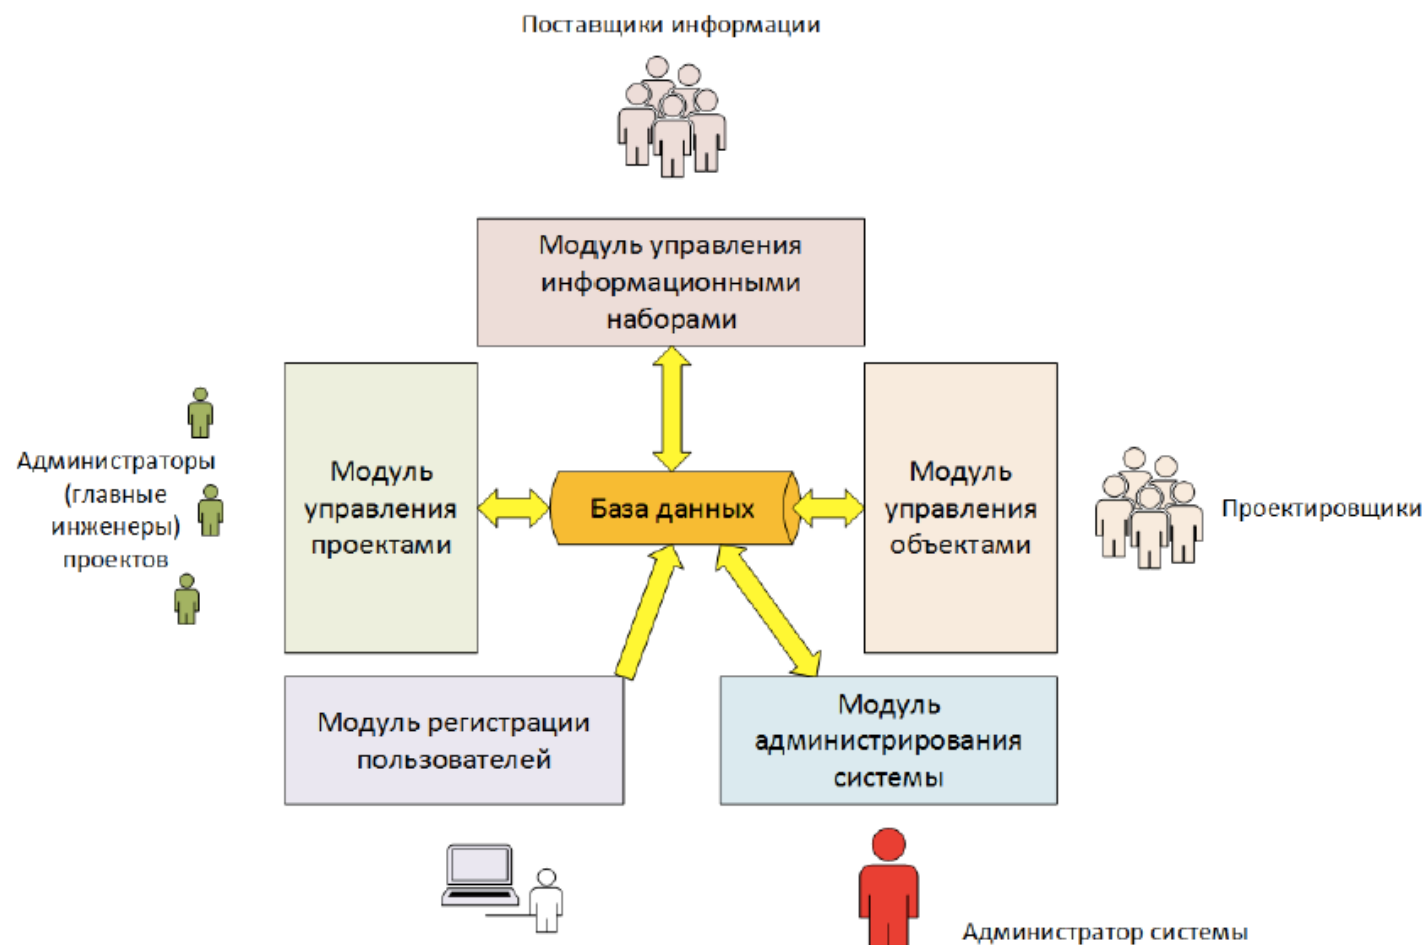 Поставщики информации
Модуль управления
информационными
наборами
Администраторы
(главные
инженеры)
проектов
Модуль
управления
проектами
База данных
Модуль
управления
объектами
Проектировщики
Модуль регистрации
пользователей
Модуль
администрирования
системы
Администратор системы